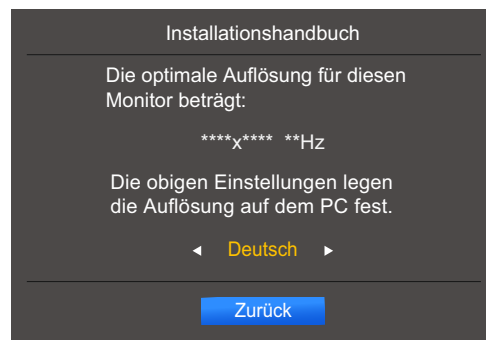 Installationshandbuch
Die optimale Auflösung für diesen
Monitor beträgt:
****x**** **Hz
Die obigen Einstellungen legen
die Auflösung auf dem PC fest.
◄ Deutsch ►
Zurück